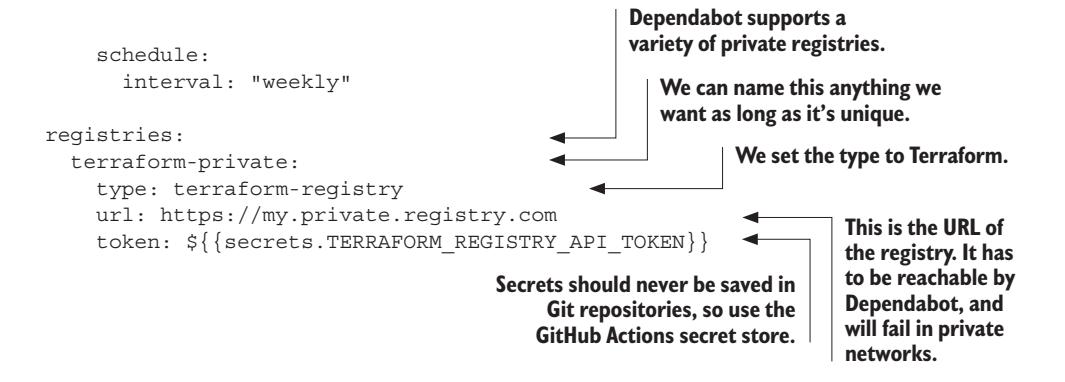 Dependabot supports a
variety of private registries.
schedule:
interval: "weekly"
We can name this anything we
want as long as it's unique.
registries:
terraform-private:
We set the type to Terraform.
type: terraform-registry
url: https://my.private.registry.com
token: ${{secrets.TERRAFORM_REGISTRY_API_TOKEN}}
This is the URL of
the registry. It has
to be reachable by
Dependabot, and
will fail in private
networks.
Secrets should never be saved in
Git repositories, so use the
GitHub Actions secret store.